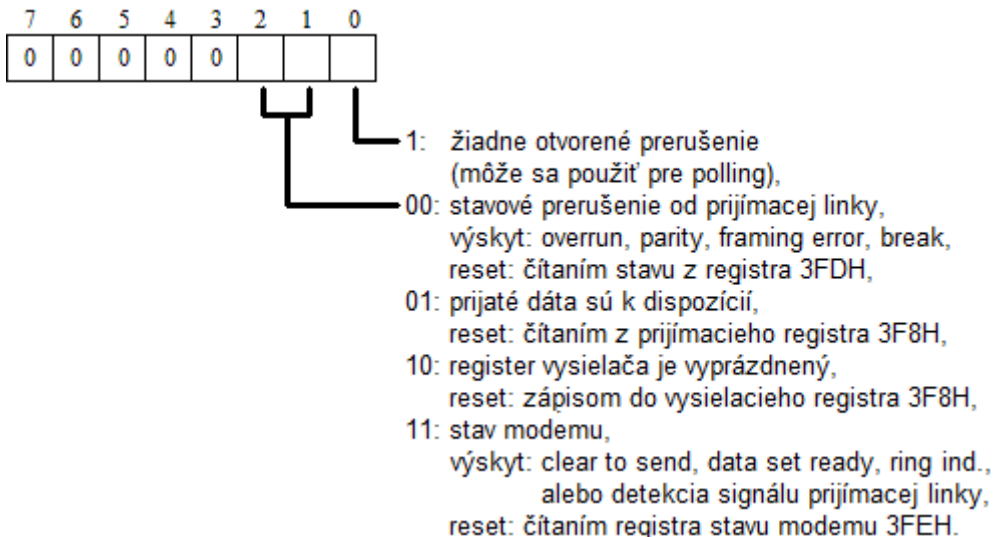 7 6 5 4 3 2 1 0
0 0 0 0 0
1: žiadne otvorené prerušenie
(môže sa použiť pre polling),
00: stavové prerušenie od prijímacej linky,
výskyt: overrun, parity, framing error, break,
reset: čítaním stavu z registra 3FDH,
01: prijaté dáta sú k dispozícií,
reset: čítaním z prijímacieho registra 3F8H,
10: register vysielača je vyprázdnený,
reset: zápisom do vysielacieho registra 3F8H,
11: stav modemu,
výskyt: clear to send, data set ready, ring ind.,
alebo detekcia signálu prijímacej linky,
reset: čítaním registra stavu modemu 3FEH.